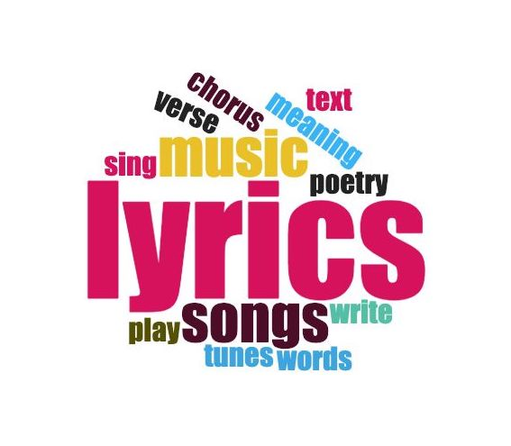 chorus
text
verse
meaning
sing music
poetry
lyrics
play songs write
tunes words